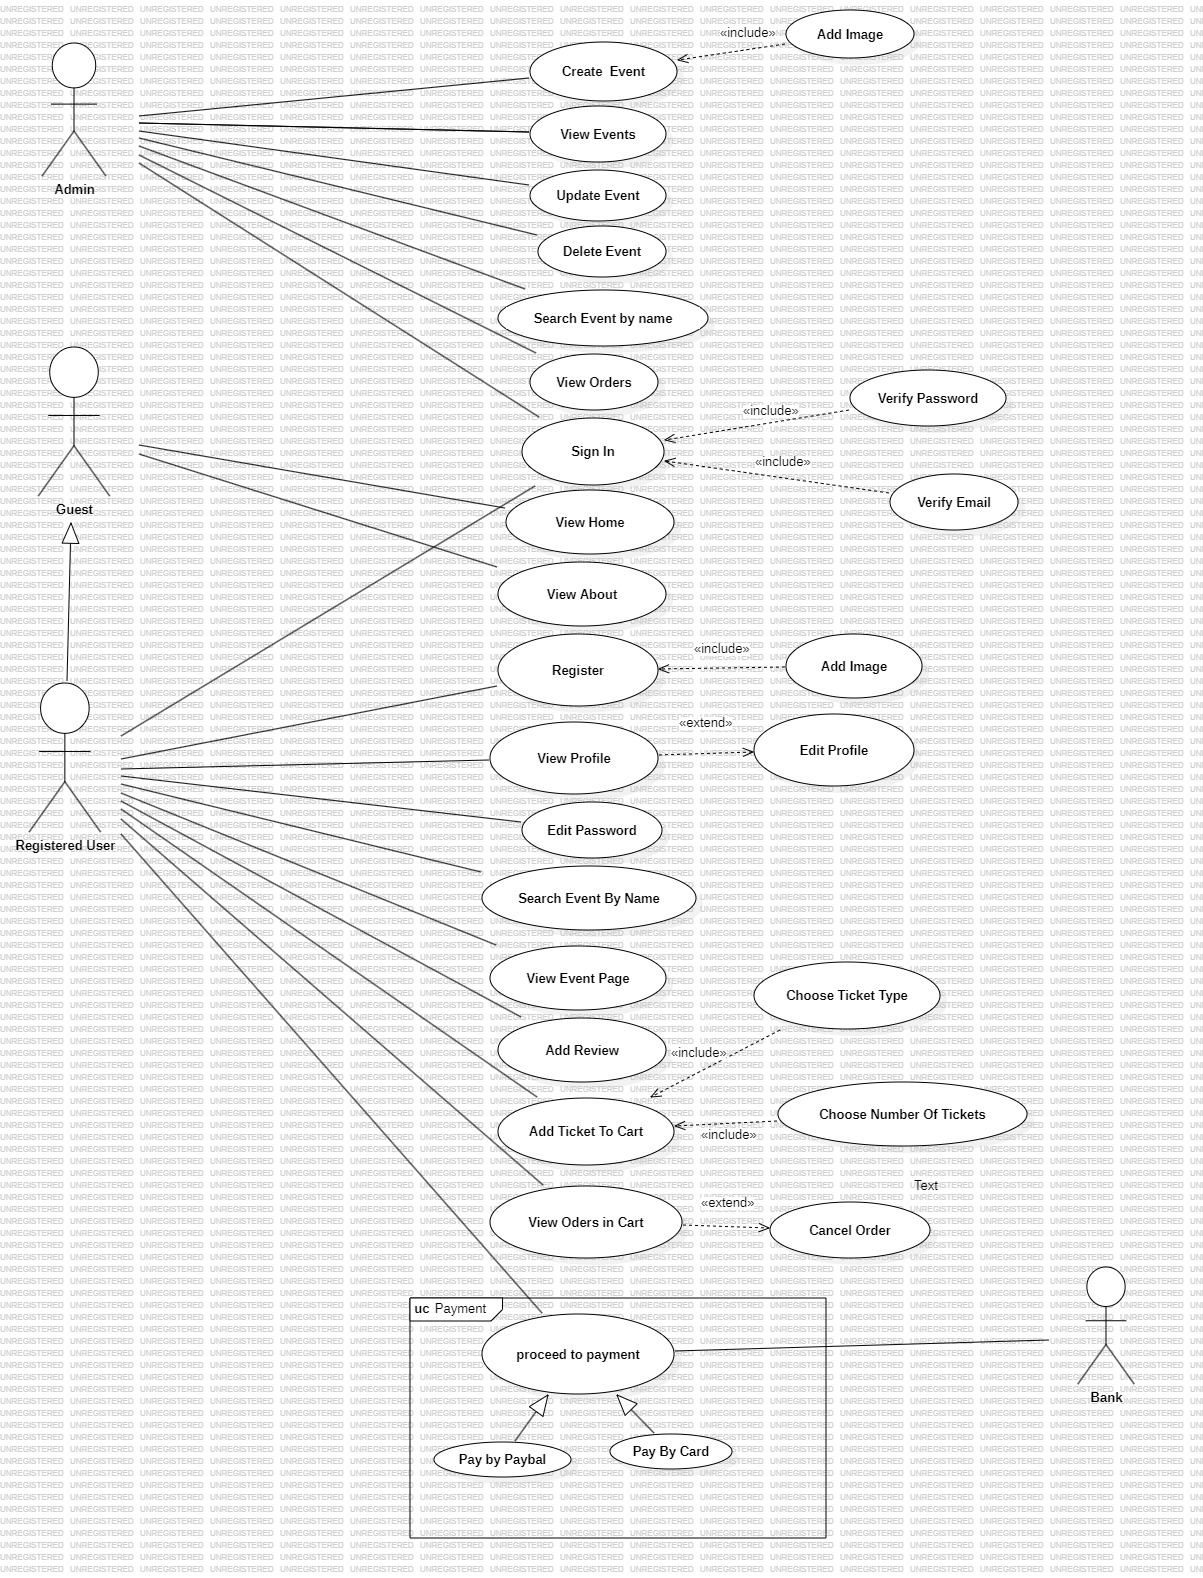 «include»
Add Image
Create  Event
View Events
Admin
Update Event
Delete Event
Search Event by name
View Orders
Verify Password
«include»
Sign In
«include»
Verify Email
Guest
View Home
View About
«include»
Register
Add Image
«extend»
View Profile
Edit Profile
Edit Password
Registered User
Search Event By Name
View Event Page
Choose Ticket Type
Add Review
«include»
Choose Number Of Tickets
Add Ticket To Cart
«include»
Text
«extend»
View Oders in Cart
Cancel Order
uc Payment
proceed to payment
Bank
Pay by Paybal
Pay By Card
UNREGISTERED